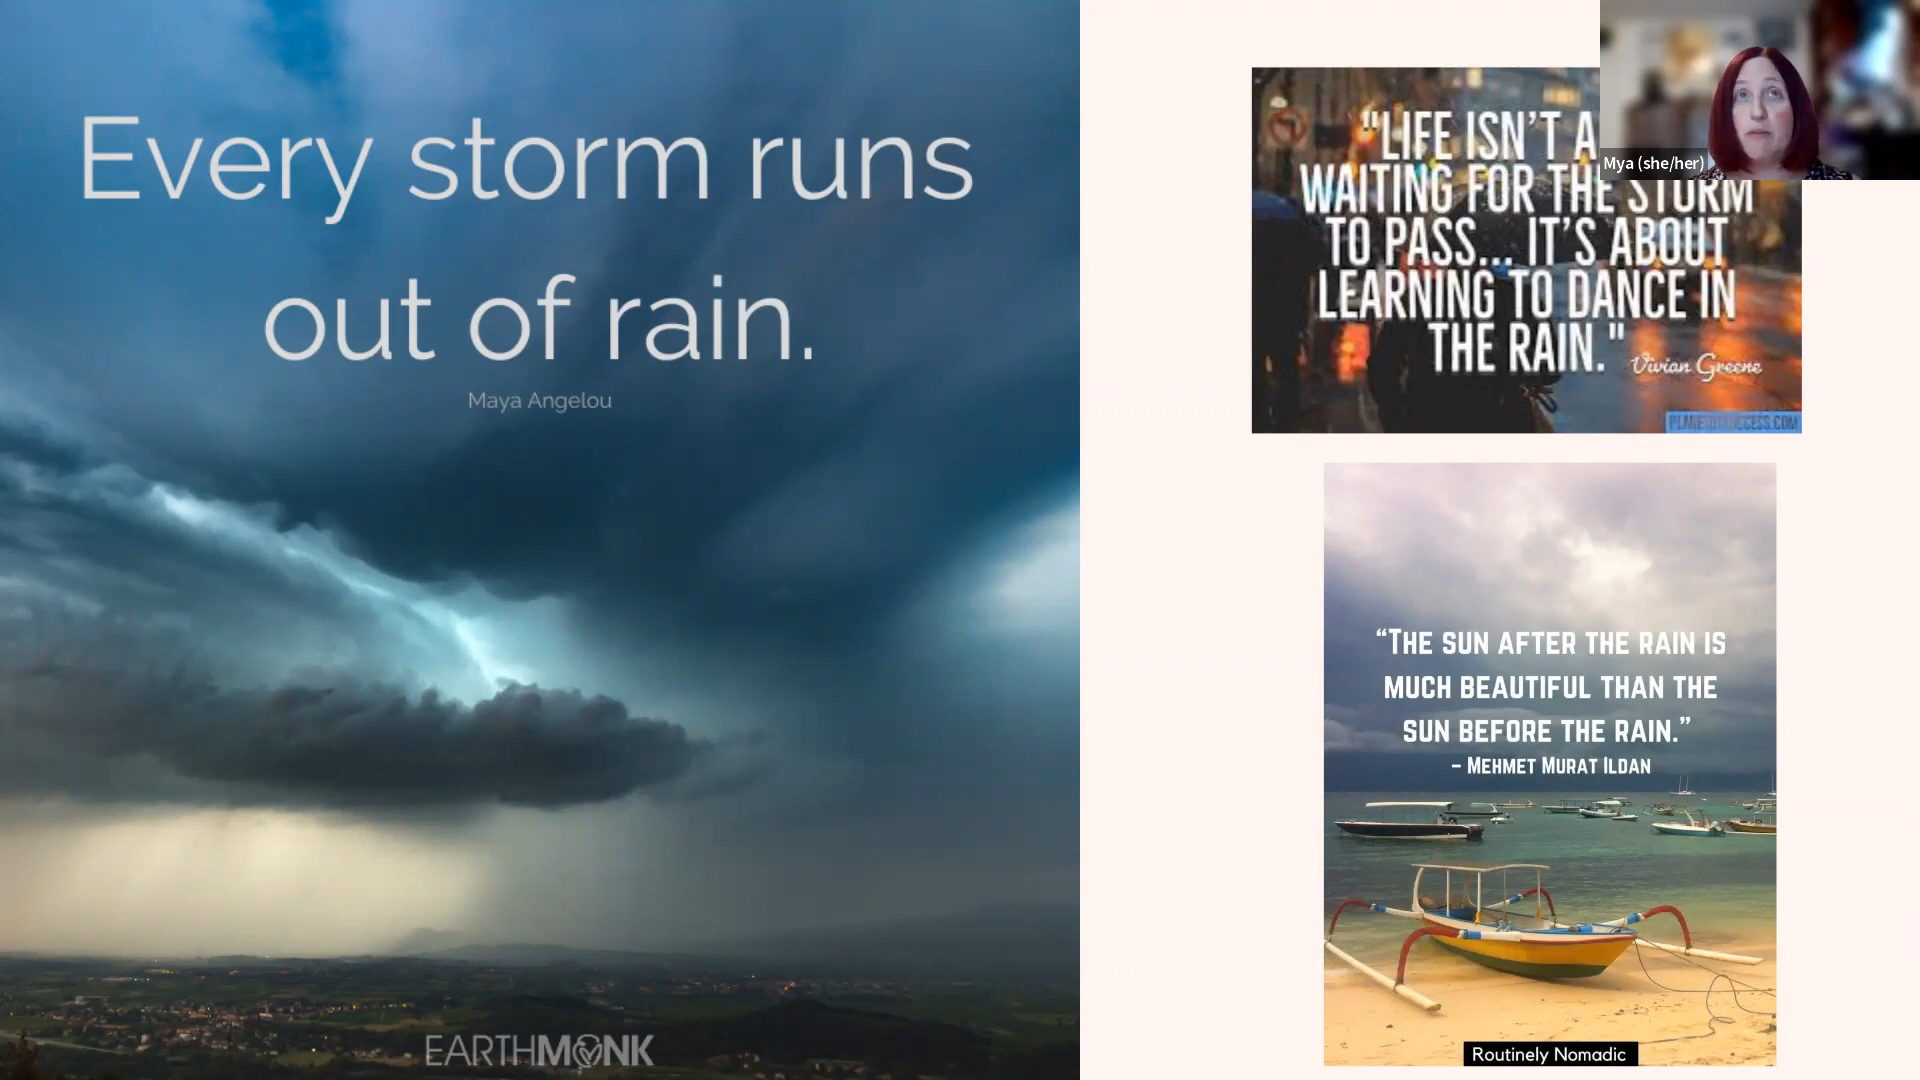 Every storm runs
out of rain.
Maya Angelou
EARTHMONK
"LIFE ISN'T A
WAITING FOR THE STORM
TO PASS... IT'S ABOUT
LEARNING TO DANCE IN
THE RAIN."
Vivian Greene
PLANETOFSUCCESS.COM
Mya (she/her)
“THE SUN AFTER THE RAIN IS
MUCH BEAUTIFUL THAN THE
SUN BEFORE THE RAIN.”
– MEHMET MURAT ILDAN
Routinely Nomadic